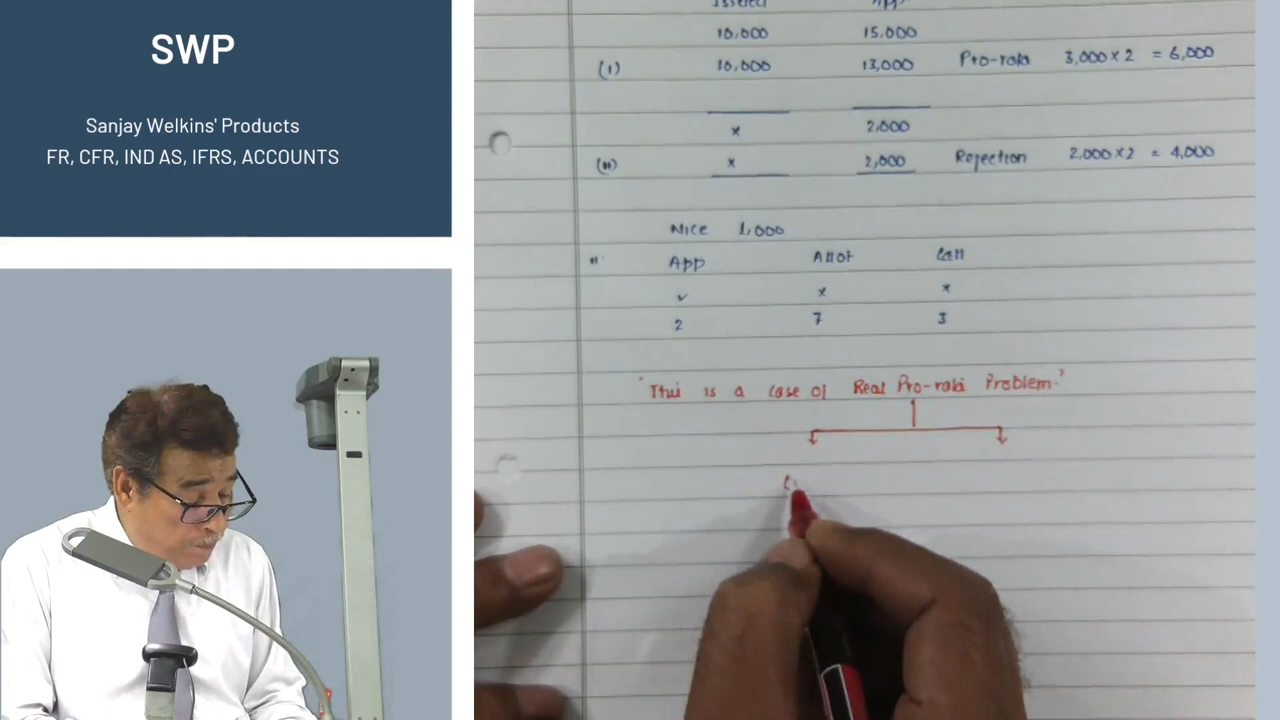 SWP
Sanjay Welkins' Products
FR, CFR, IND AS, IFRS, ACCOUNTS
10,000 15,000
(I) 10,000 13,000 Pro-rata 3,000 x 2 = 6,000
x 2,000
(II) x 2,000 Rejection 2,000 x 2 = 4,000
Nice 1,000
" App Allot Call
✓ x x
2 7 3
"This is a case of Real Pro-rata Problem."